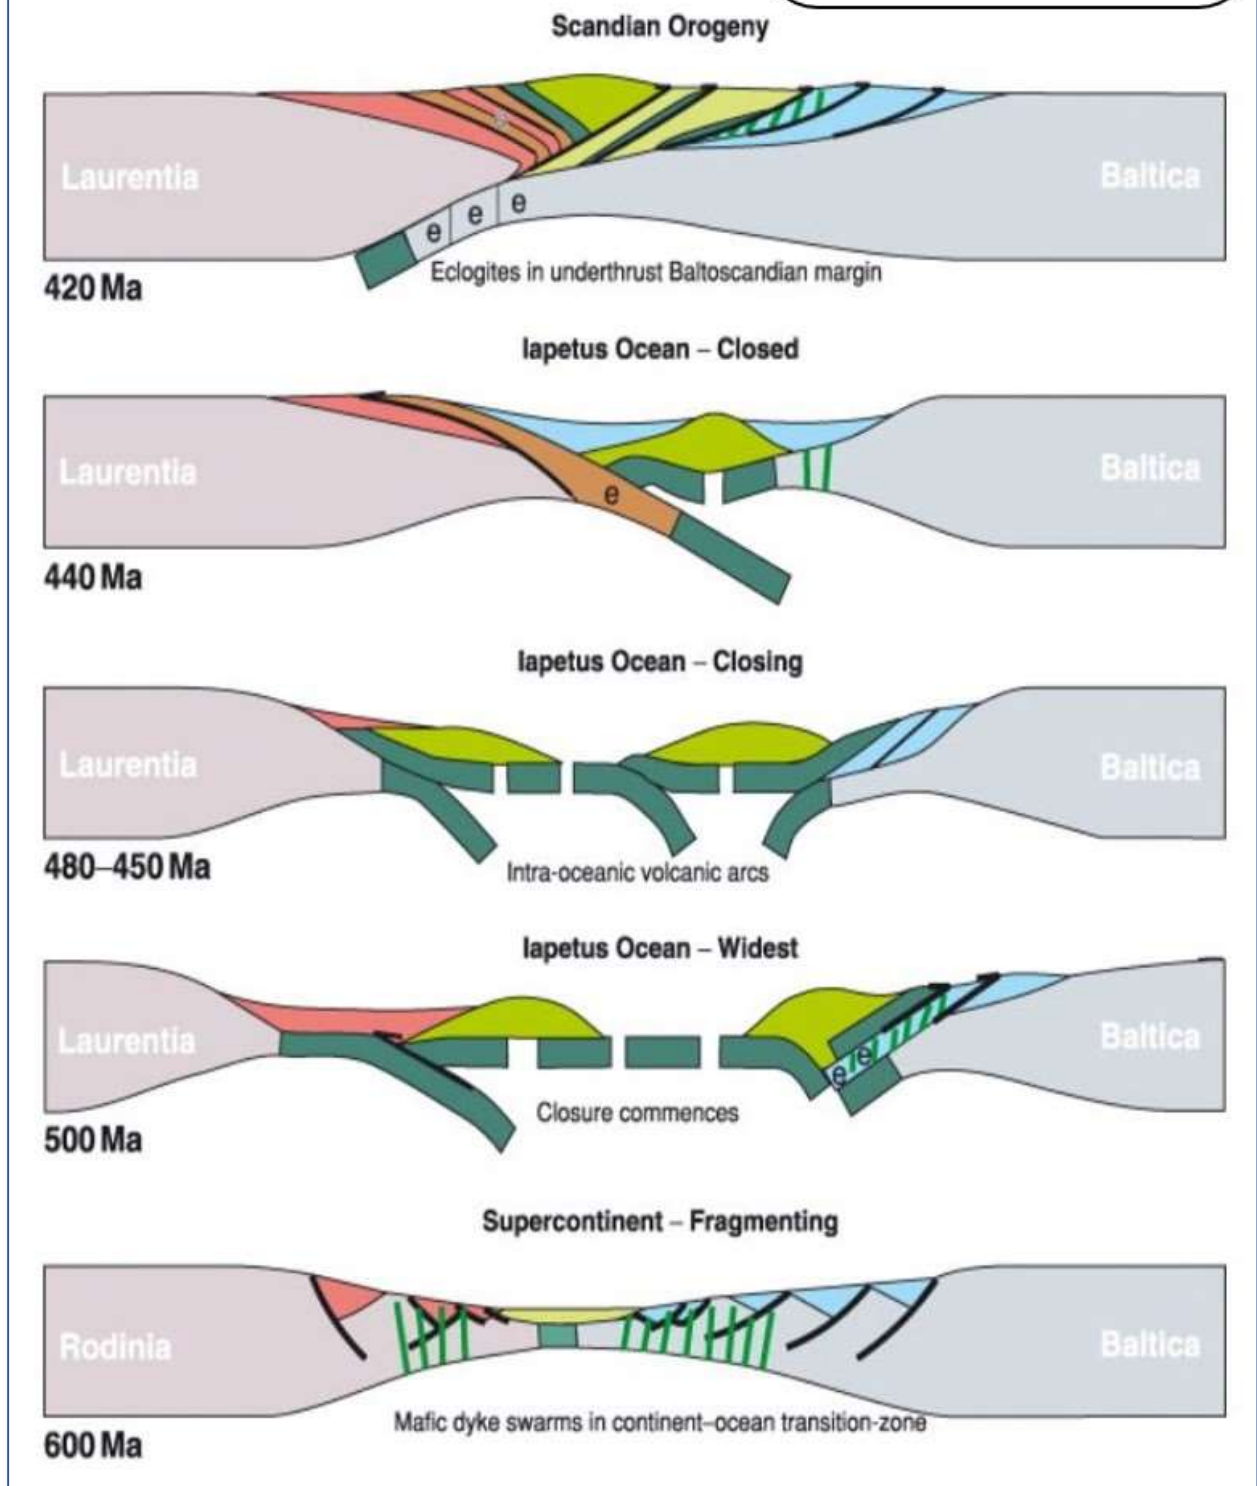 Scandian Orogeny
Laurentia
Baltica
e
e
e
e
Eclogites in underthrust Baltoscandian margin
420 Ma
Iapetus Ocean – Closed
Laurentia
Baltica
e
440 Ma
Iapetus Ocean – Closing
Laurentia
Baltica
480–450 Ma
Intra-oceanic volcanic arcs
Iapetus Ocean – Widest
Laurentia
Baltica
e
e
Closure commences
500 Ma
Supercontinent – Fragmenting
Rodinia
Baltica
Mafic dyke swarms in continent–ocean transition-zone
600 Ma